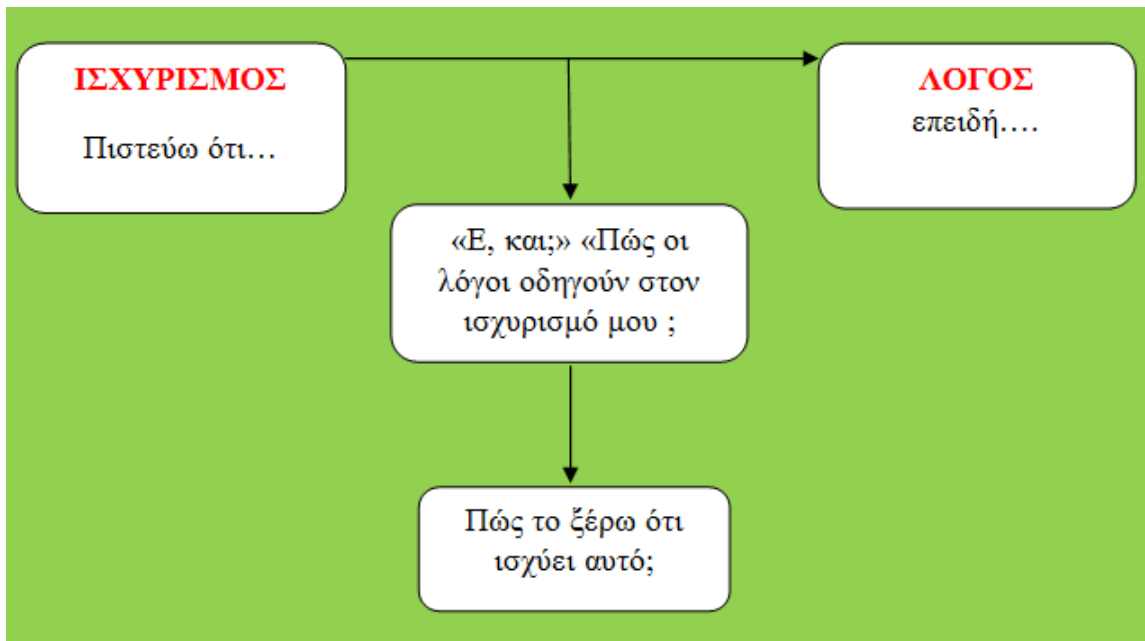 ΙΣΧΥΡΙΣΜΟΣ
Πιστεύω ότι…
ΛΟΓΟΣ
επειδή….
«Ε, και;» «Πώς οι
λόγοι οδηγούν στον
ισχυρισμό μου ;
Πώς το ξέρω ότι
ισχύει αυτό;